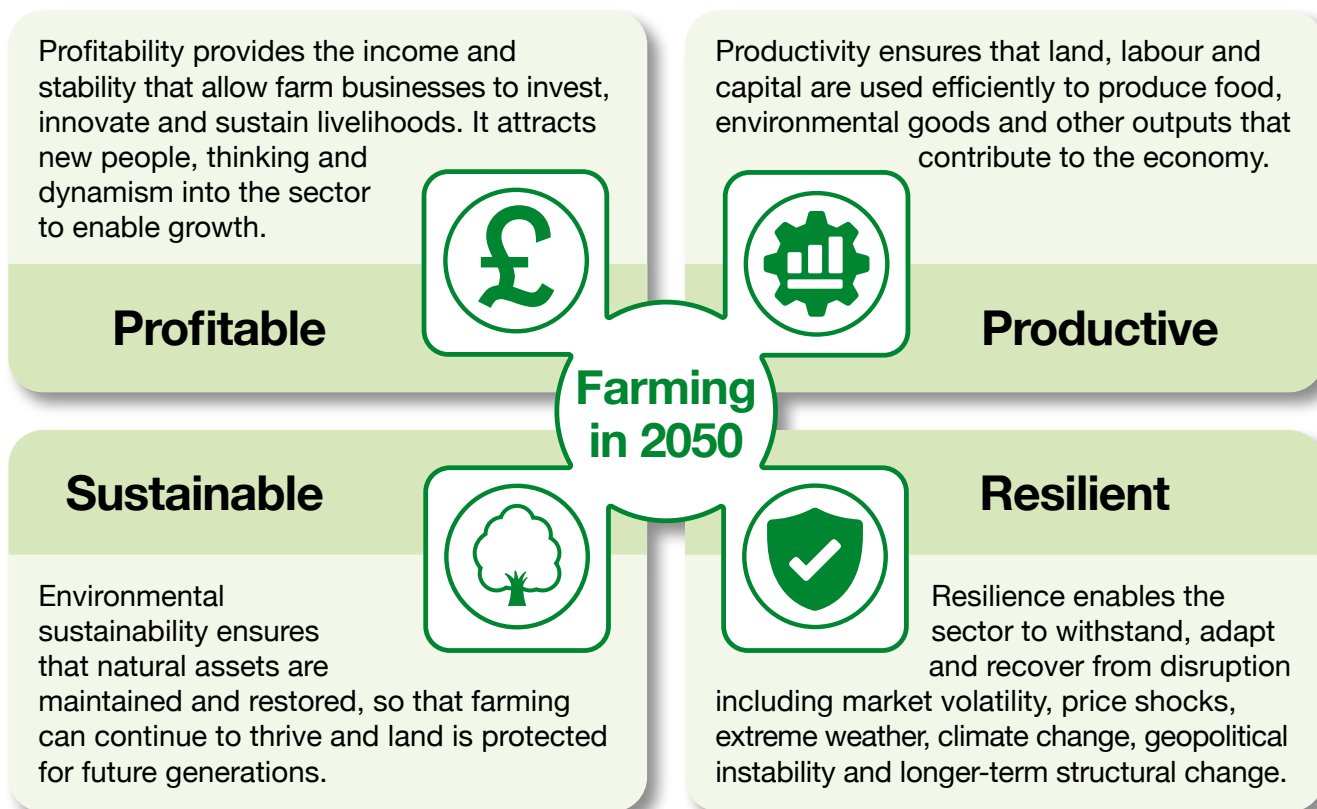 Profitability provides the income and
stability that allow farm businesses to invest,
innovate and sustain livelihoods. It attracts
new people, thinking and
dynamism into the sector
to enable growth.
Profitable
Productivity ensures that land, labour and
capital are used efficiently to produce food,
environmental goods and other outputs that
contribute to the economy.
Productive
Farming
in 2050
Sustainable
Environmental
sustainability ensures
that natural assets are
maintained and restored, so that farming
can continue to thrive and land is protected
for future generations.
Resilient
Resilience enables the
sector to withstand, adapt
and recover from disruption
including market volatility, price shocks,
extreme weather, climate change, geopolitical
instability and longer-term structural change.